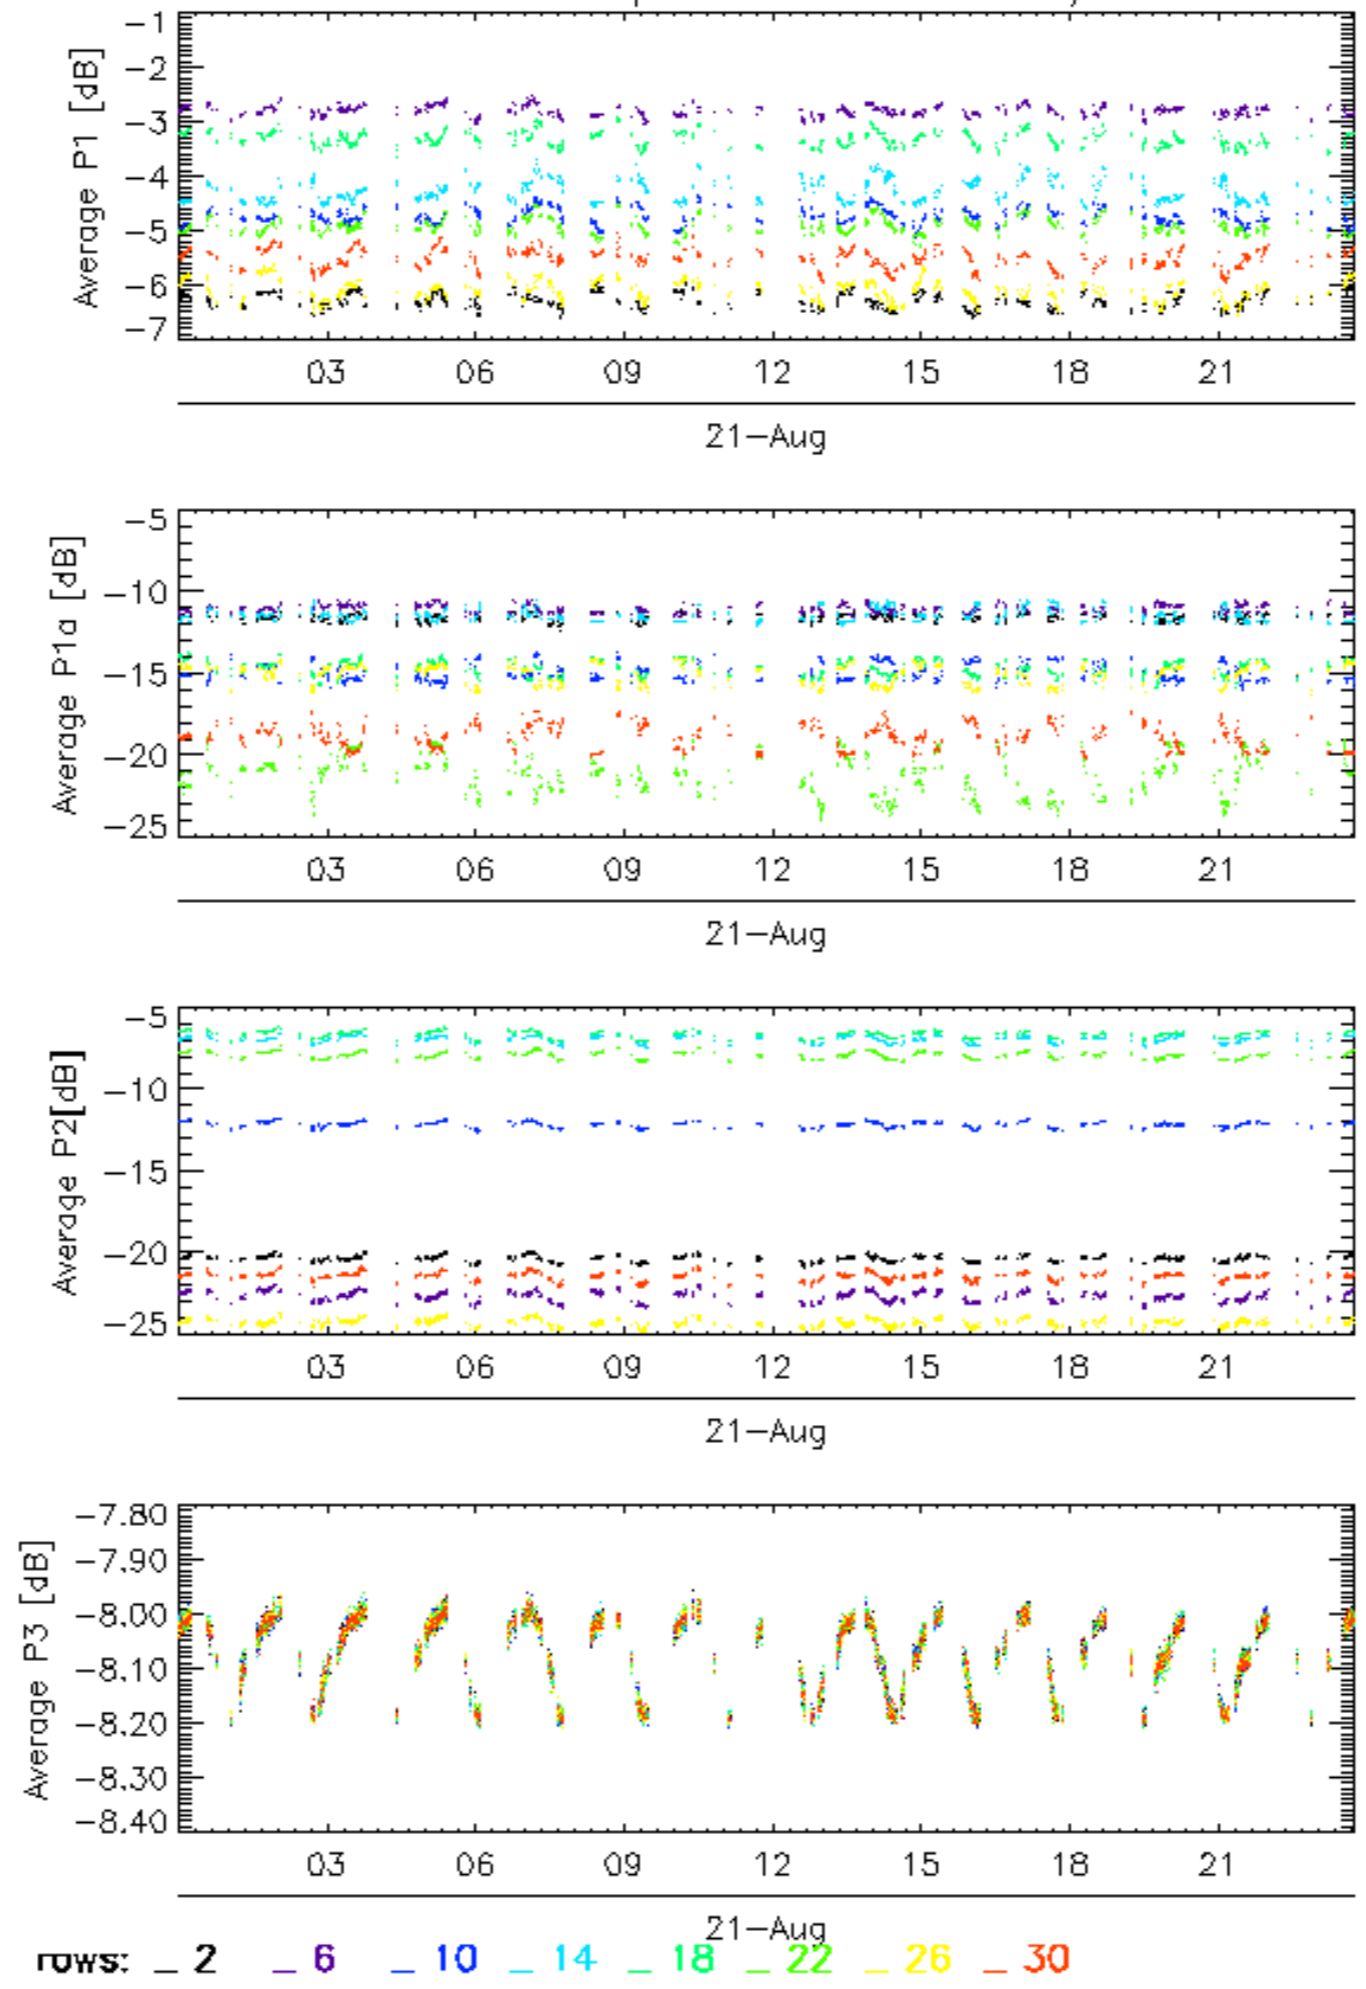 Average P1 [dB]
−1
−2
−3
−4
−5
−6
−7
03 06 09 12 15 18 21
21−Aug
Average P1a [dB]
−5
−10
−15
−20
−25
03 06 09 12 15 18 21
21−Aug
Average P2[dB]
−5
−10
−15
−20
−25
03 06 09 12 15 18 21
21−Aug
Average P3 [dB]
−7.80
−7.90
−8.00
−8.10
−8.20
−8.30
−8.40
03 06 09 12 15 18 21
21−Aug
rows: _ 2 _ 6 _ 10 _ 14 _ 18 _ 22 _ 26 _ 30